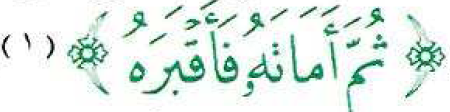 ﴿ ثُمَّ أَمَاتَهُۥ فَأَقۡبَرَهُ ﴾ (١)